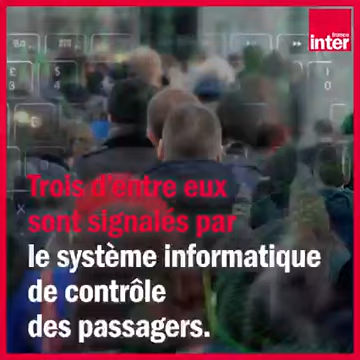 france
inter
Trois d'entre eux
sont signalés par
le système informatique
de contrôle
des passagers.